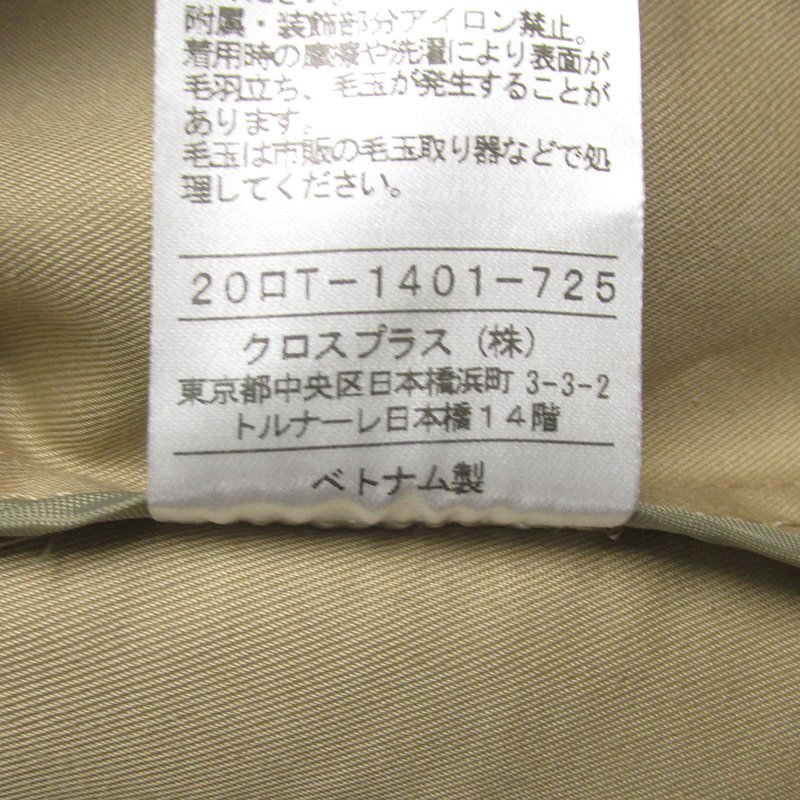 附属・装飾部分アイロン禁止。
着用時の摩擦や洗濯により表面が
毛羽立ち、毛玉が発生することが
あります。
毛玉は市販の毛玉取り器などで処
理してください。
20ロT-1401-725
クロスプラス（株）
東京都中央区日本橋浜町 3-3-2
トルナーレ日本橋１４階
ベトナム製